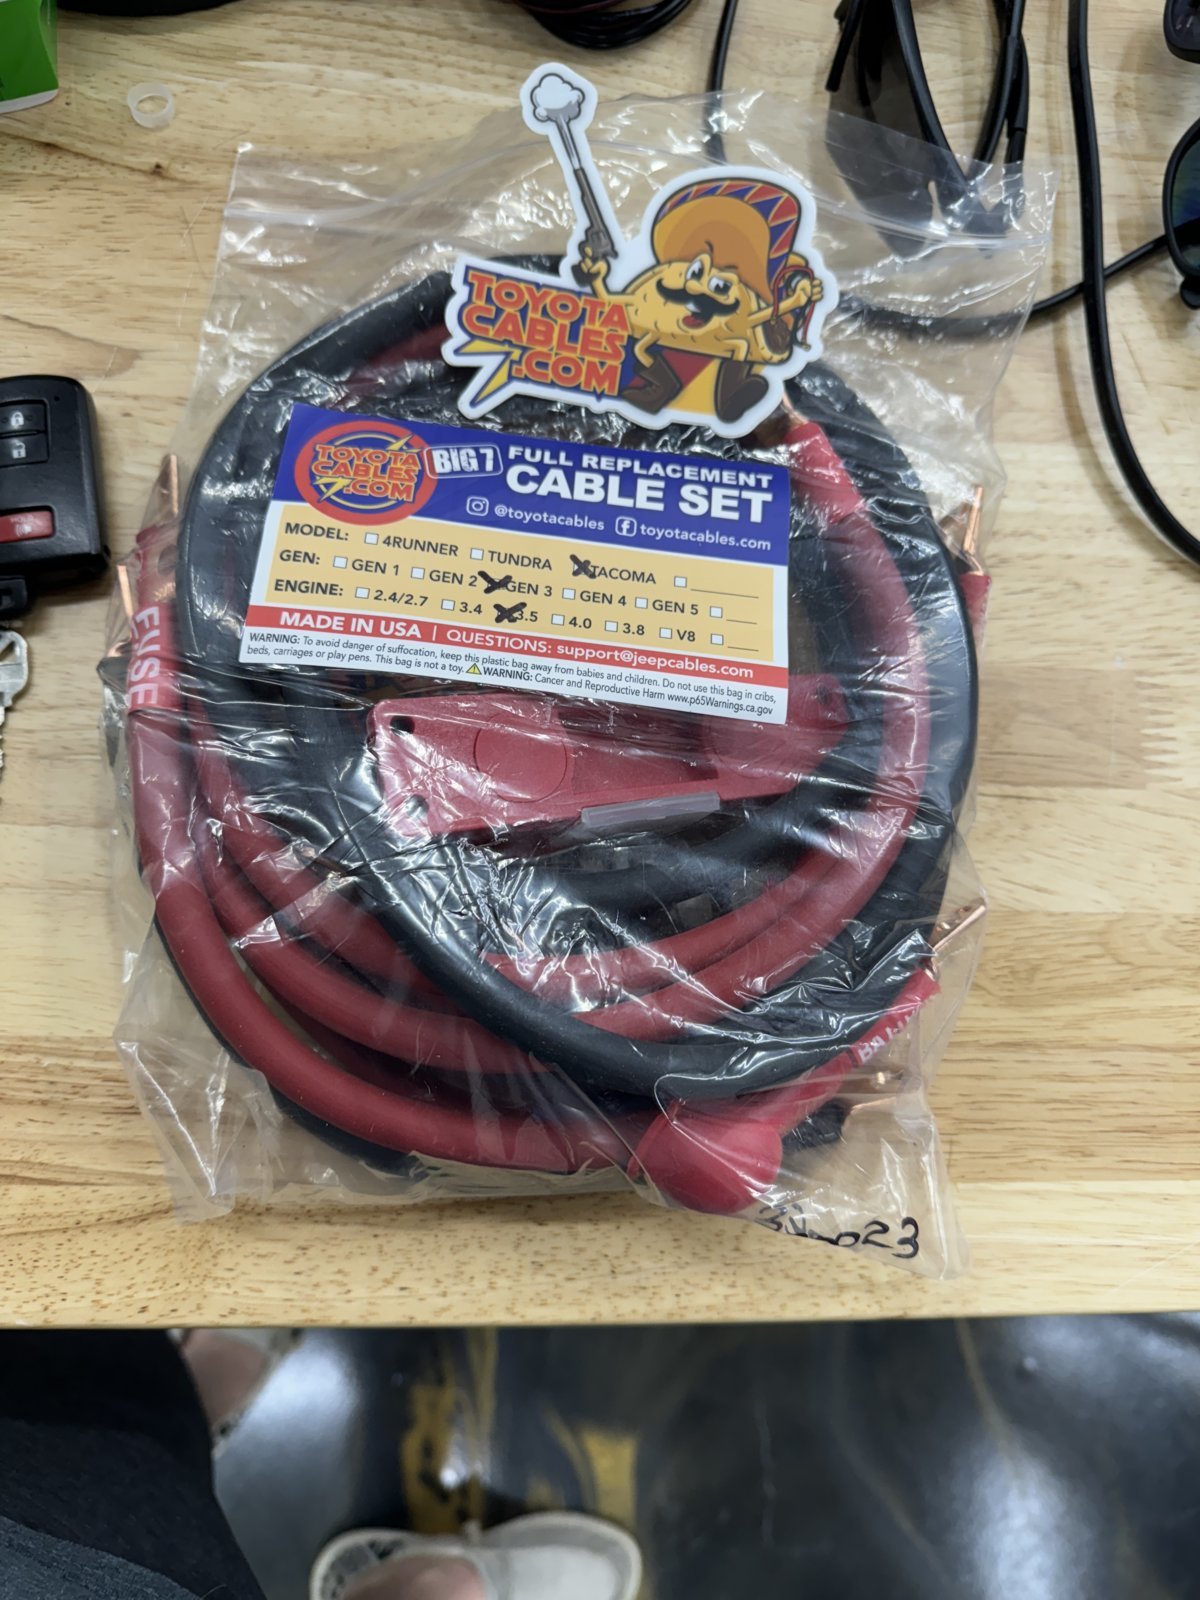 TOYOTA
CABLES
.COM
TOYOTA
CABLES
.COM
BIG 7
FULL REPLACEMENT
CABLE SET
@toyotacables toyotacables.com
MODEL: 4RUNNER TUNDRA TACOMA
GEN: GEN 1 GEN 2 GEN 3 GEN 4 GEN 5
ENGINE: 2.4/2.7 3.4 3.5 4.0 3.8 V8
MADE IN USA | QUESTIONS: support@jeepcables.com
WARNING: To avoid danger of suffocation, keep this plastic bag away from babies and children. Do not use this bag in cribs,
beds, carriages or play pens. This bag is not a toy. WARNING: Cancer and Reproductive Harm www.p65Warnings.ca.gov
FUSE
HOLD